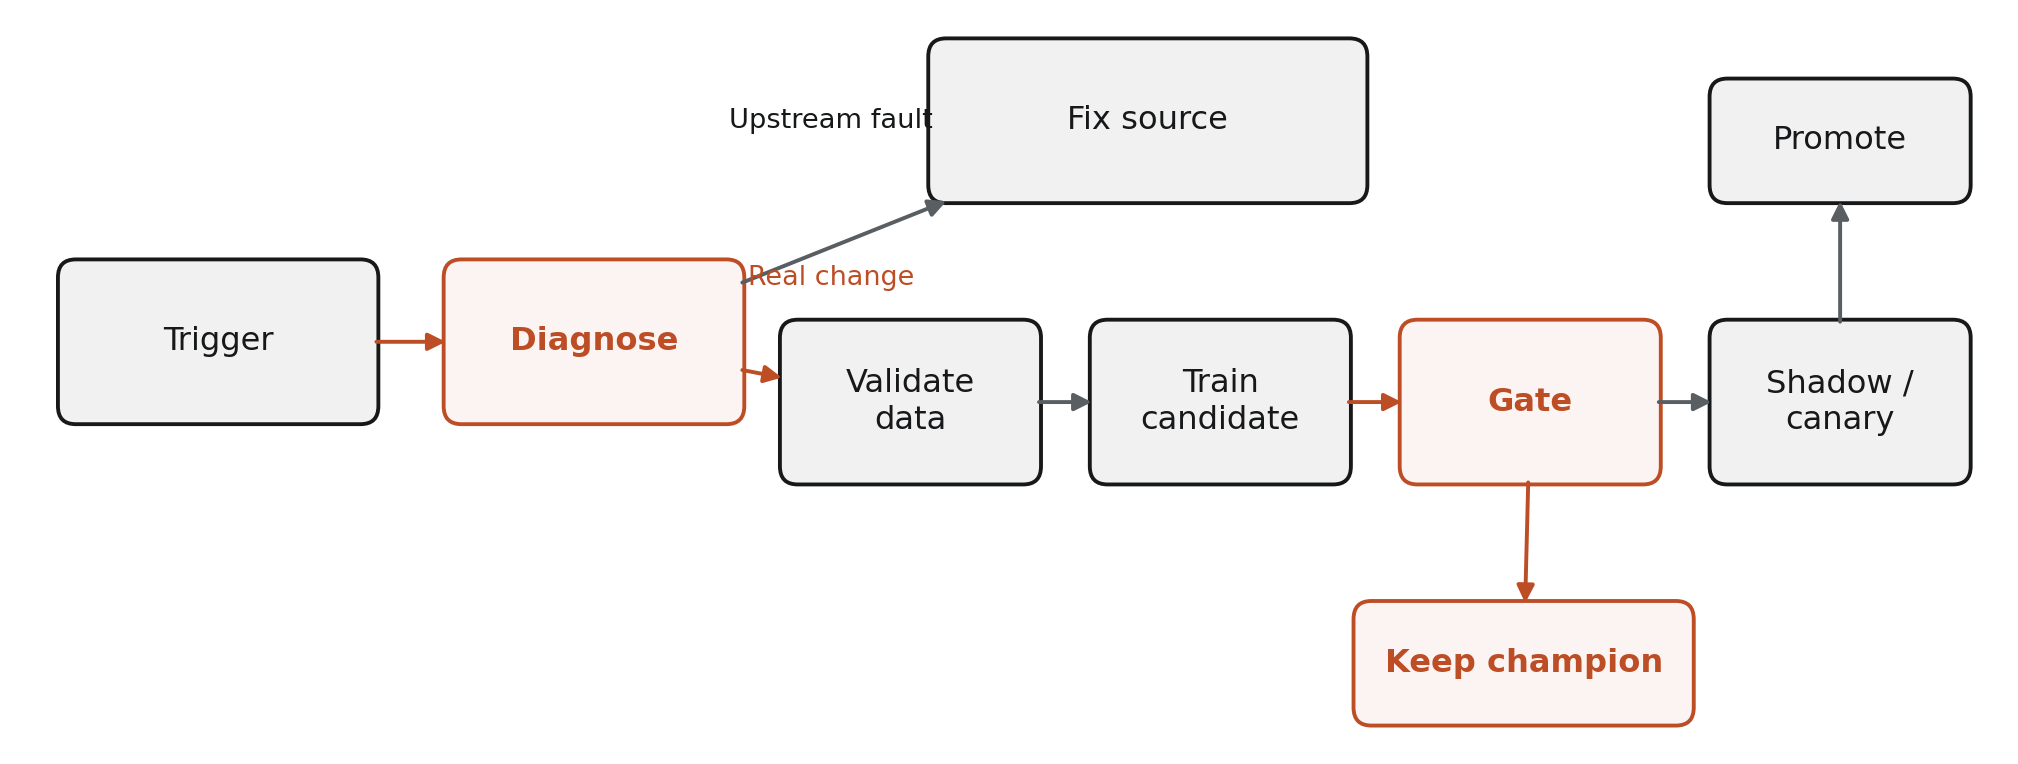 Upstream fault
Fix source
Promote
Real change
Trigger
Diagnose
Validate
data
Train
candidate
Gate
Shadow /
canary
Keep champion